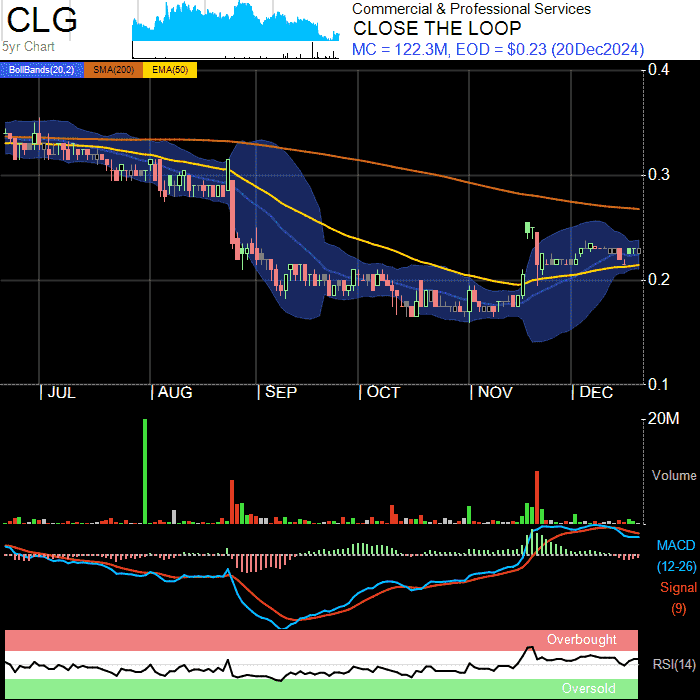 CLG
5yr Chart
Commercial & Professional Services
CLOSE THE LOOP
MC = 122.3M, EOD = $0.23 (20Dec2024)
BollBands(20,2) SMA(200) EMA(50)
0.4
0.3
0.2
0.1
JUL AUG SEP OCT NOV DEC
20M
Volume
MACD
(12-26)
Signal
(9)
Overbought
RSI(14)
Oversold